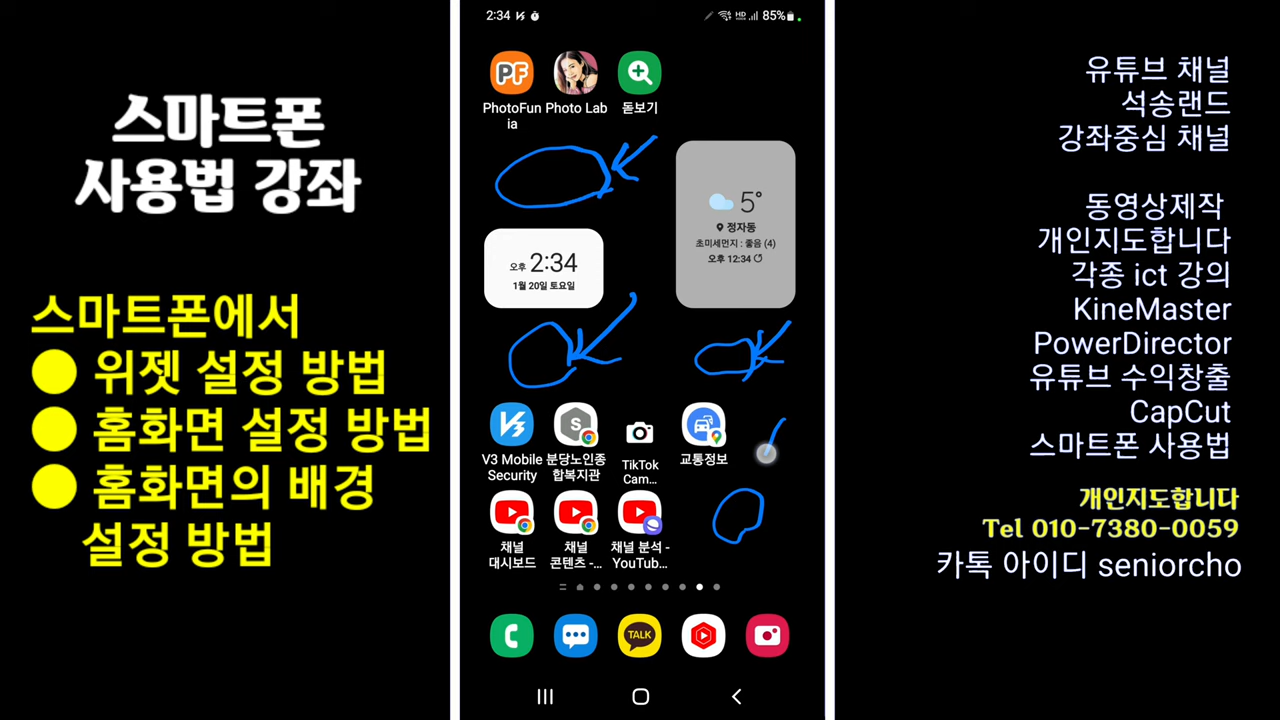 스마트폰
사용법 강좌
스마트폰에서
● 위젯 설정 방법
● 홈화면 설정 방법
● 홈화면의 배경
설정 방법
2:34
HD
85%
PF
PhotoFun
ia
Photo Lab
돋보기
5°
정자동
초미세먼지 : 좋음 (4)
오후 12:34
오후 2:34
1월 20일 토요일
S
V3 Mobile
Security
분당노인종
합복지관
TikTok
Cam...
교통정보
채널
대시보드
채널
콘텐츠 -...
채널 분석 -
YouTub...
TALK
유튜브 채널
석송랜드
강좌중심 채널
동영상제작
개인지도합니다
각종 ict 강의
KineMaster
PowerDirector
유튜브 수익창출
CapCut
스마트폰 사용법
개인지도합니다
Tel 010-7380-0059
카톡 아이디 seniorcho